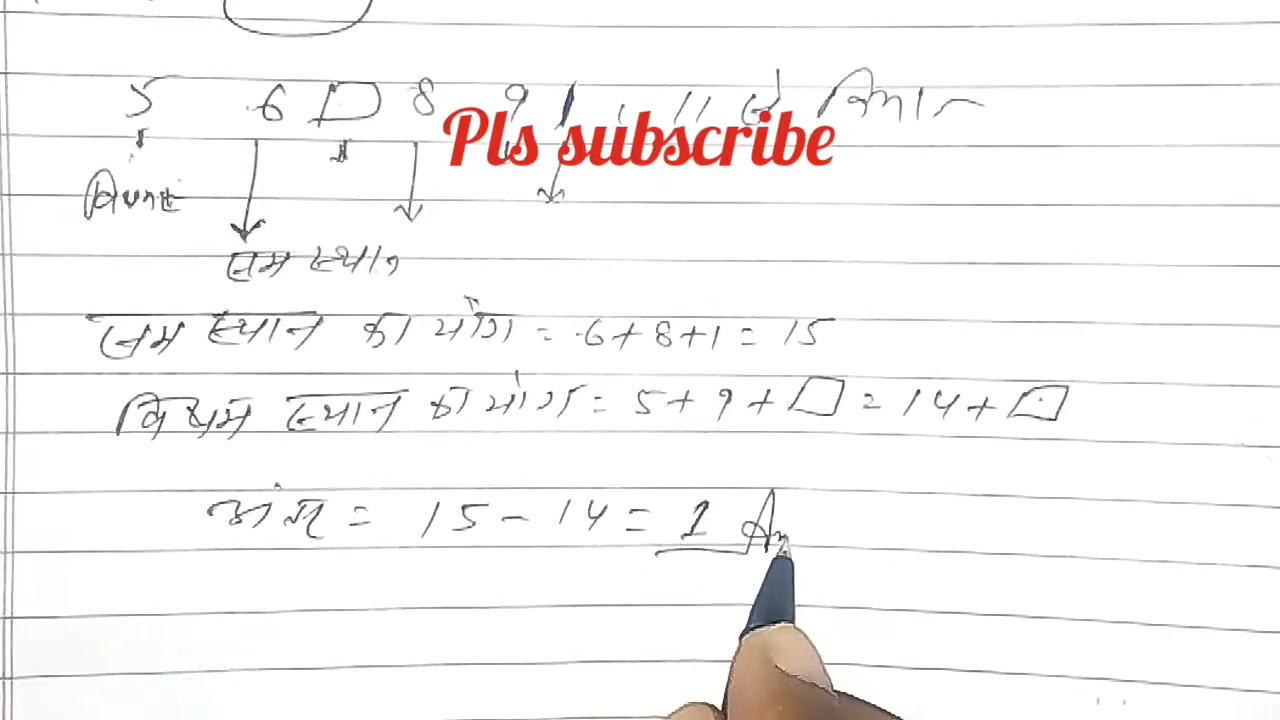 5 6 □ 8 9 1, 11 से
Pls subscribe
सम स्थान
सम स्थान का योग = 6+8+1 = 15
विषम स्थान का योग = 5+9+□ = 14+□
अंक = 15-14 = 1 Ans